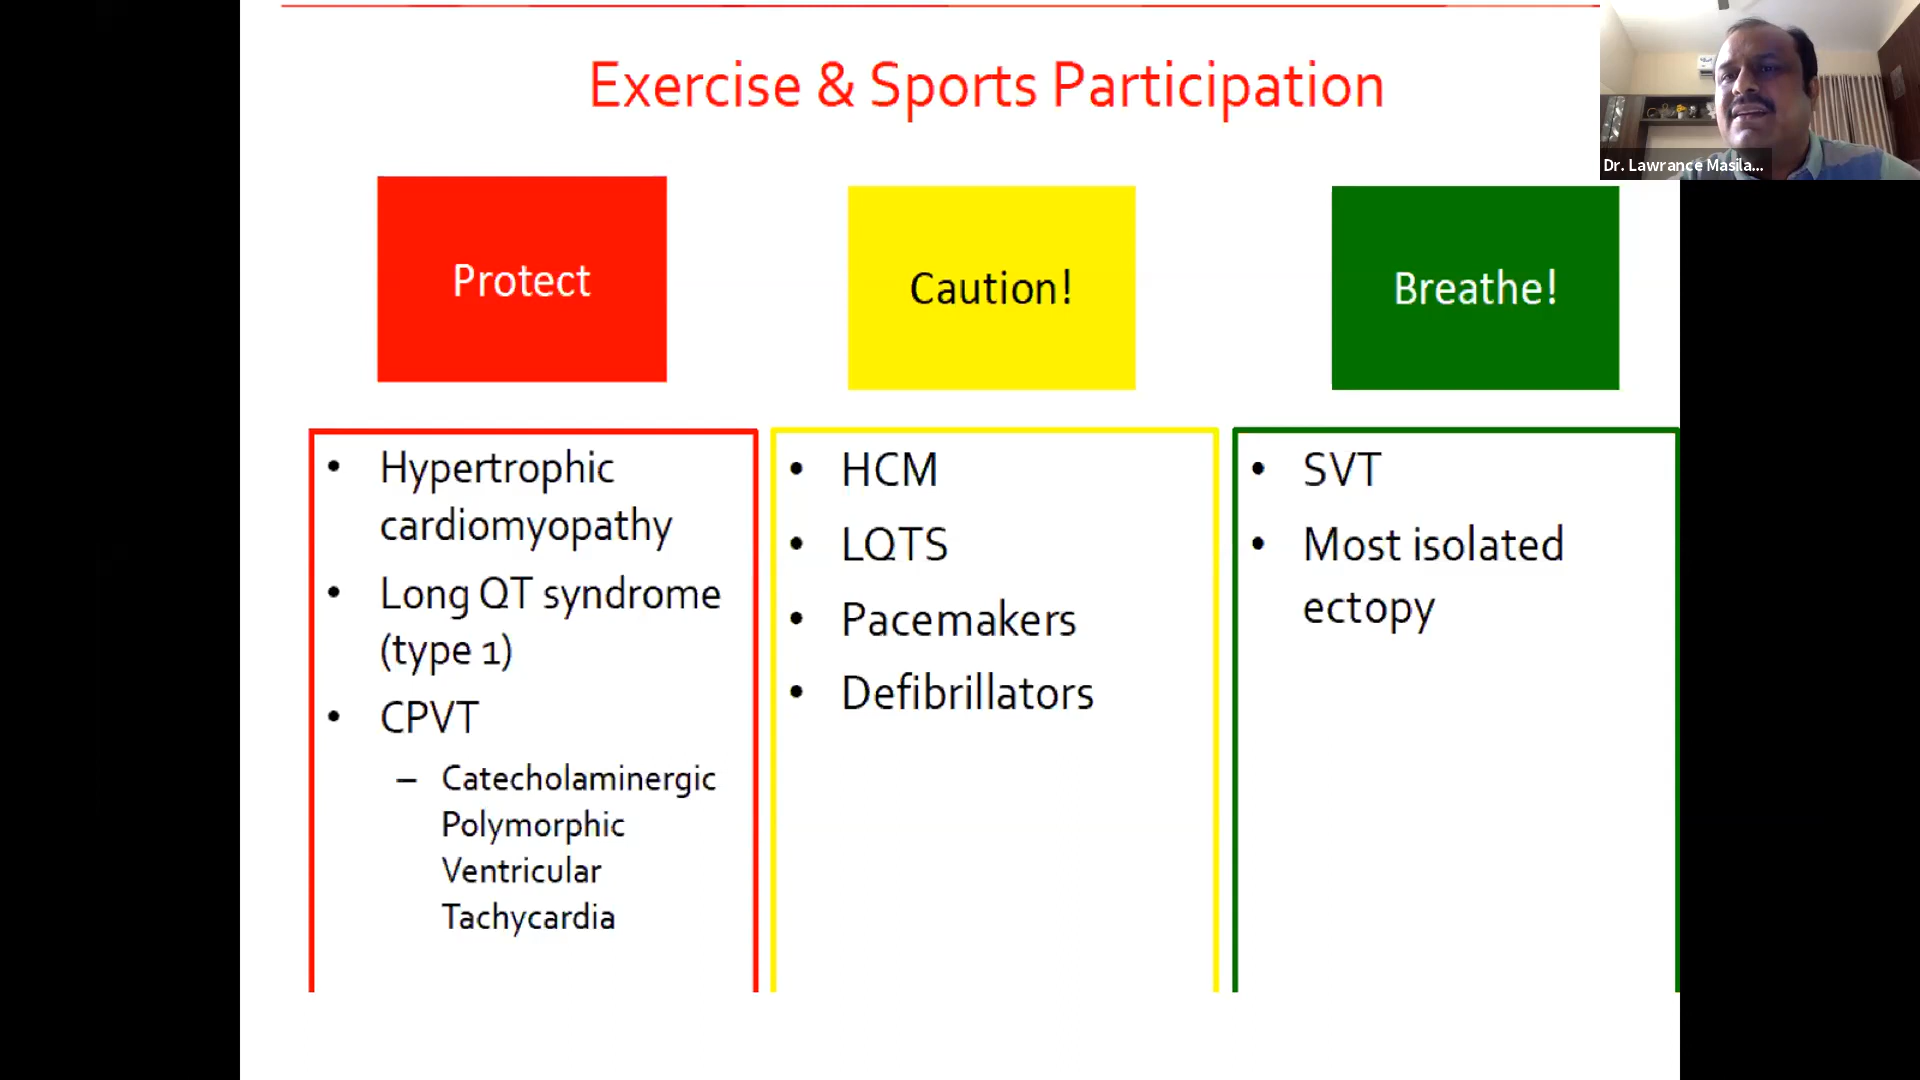 Exercise & Sports Participation
Dr. Lawrance Masila...
Protect
Caution!
Breathe!
• Hypertrophic
cardiomyopathy
• Long QT syndrome
(type 1)
• CPVT
– Catecholaminergic
Polymorphic
Ventricular
Tachycardia
• HCM
• LQTS
• Pacemakers
• Defibrillators
• SVT
• Most isolated
ectopy